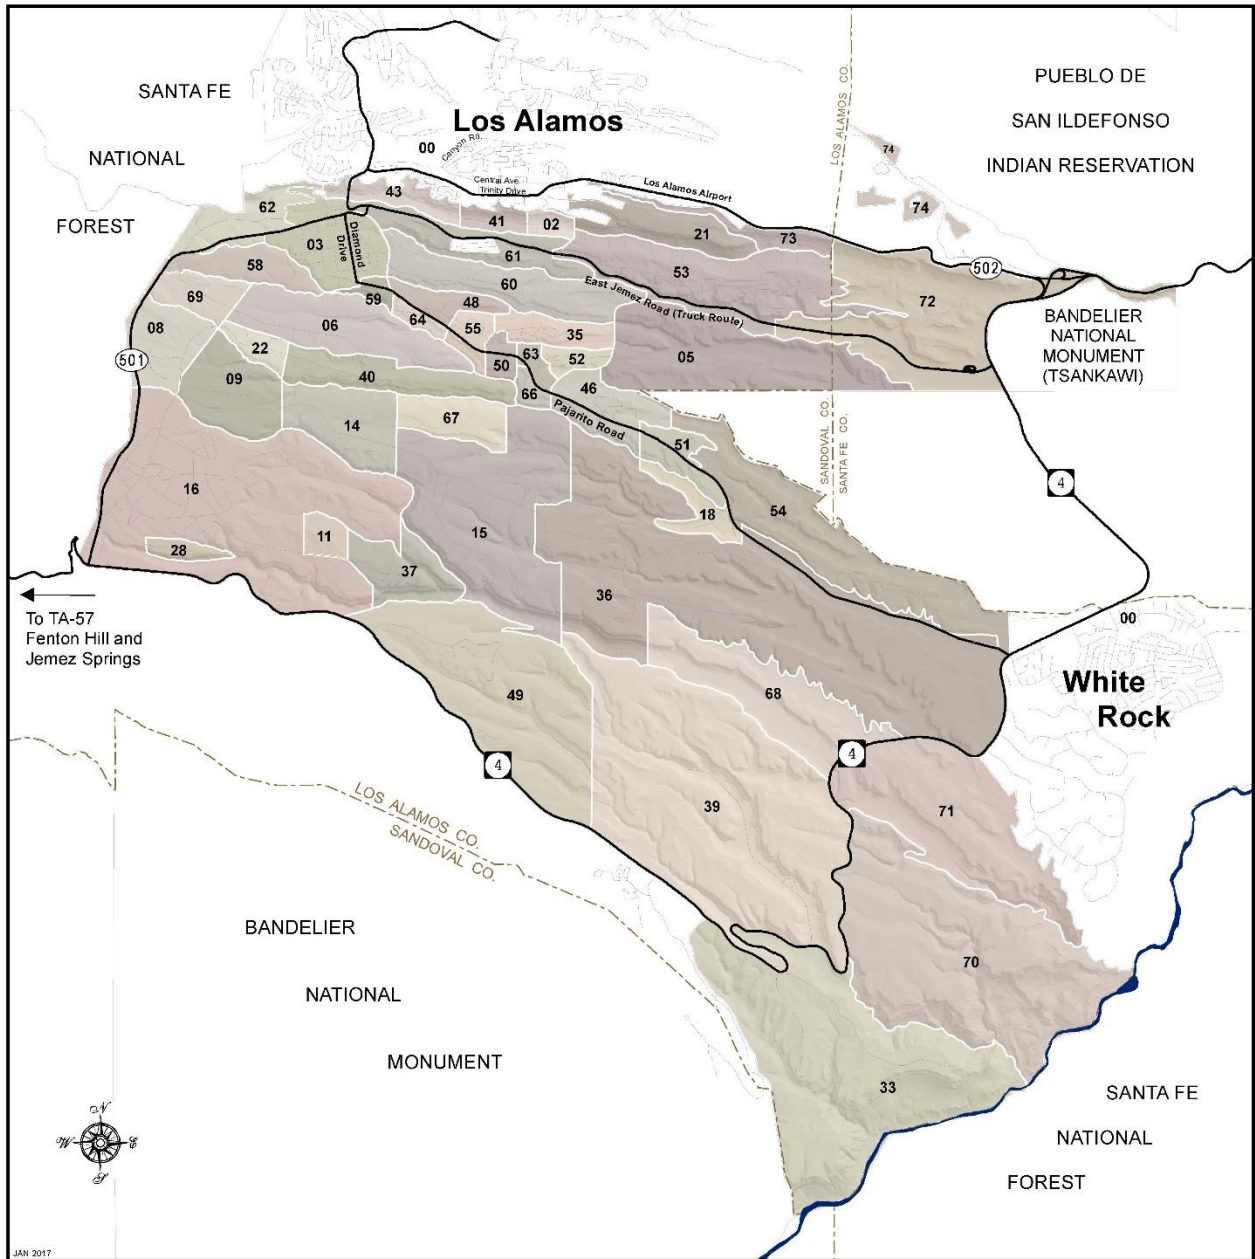 SANTA FE
NATIONAL
FOREST
Los Alamos
00
Canyon Rd.
Central Ave.
Trinity Drive
Los Alamos Airport
LOS ALAMOS CO.
PUEBLO DE
SAN ILDEFONSO
INDIAN RESERVATION
74
74
43
62
41
02
21
73
03
Diamond
Drive
61
53
502
58
60
East Jemez Road (Truck Route)
72
69
59
48
08
06
64
55
35
BANDELIER
NATIONAL
MONUMENT
(TSANKAWI)
501
22
63
52
05
50
09
40
46
66
67
14
Pajarito Road
51
SANDOVAL CO.
SANTA FE CO.
4
16
18
54
11
15
28
37
36
To TA-57
Fenton Hill and
Jemez Springs
00
White
Rock
49
68
4
4
LOS ALAMOS CO.
SANDOVAL CO.
39
71
BANDELIER
NATIONAL
MONUMENT
70
33
SANTA FE
NATIONAL
FOREST
N
W
E
S
JAN 2017